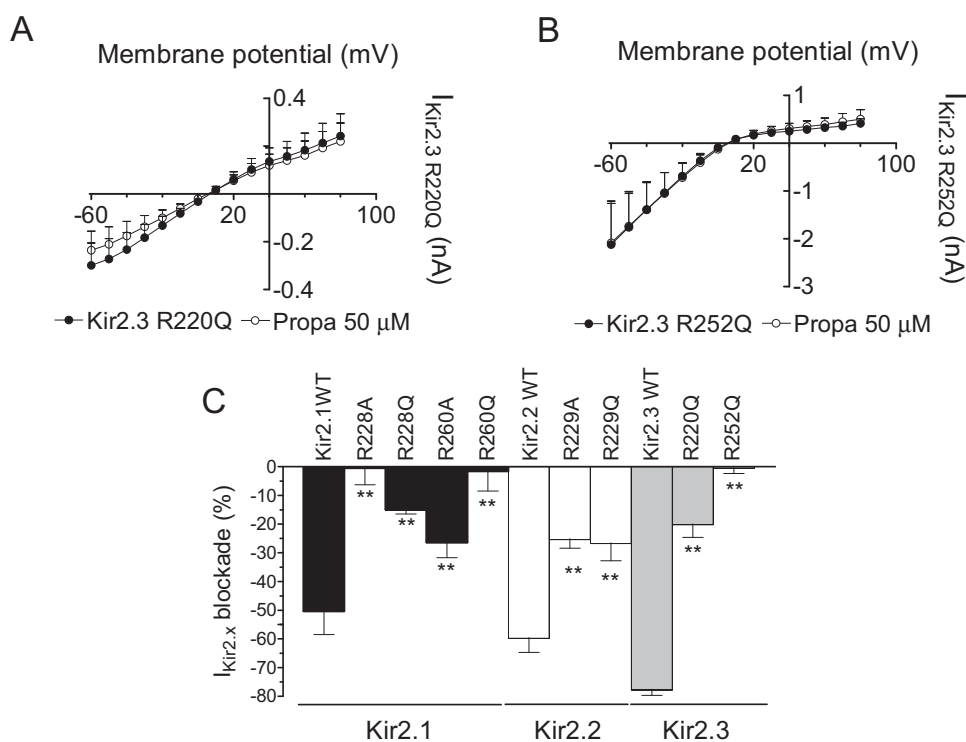 A
Membrane potential (mV)
0.4
-60
20
100
-0.2
-0.4
I Kir2.3 R220Q (nA)
Kir2.3 R220Q Propa 50 μM
B
Membrane potential (mV)
1
-60
20
100
-1
-2
-3
I Kir2.3 R252Q (nA)
Kir2.3 R252Q Propa 50 μM
C
Kir2.1WT
R228A
R228Q
R260A
R260Q
Kir2.2 WT
R229A
R229Q
Kir2.3 WT
R220Q
R252Q
I Kir2.x blockade (%)
0
-10
-20
-30
-40
-50
-60
-70
-80
** ** ** ** ** ** ** **
Kir2.1 Kir2.2 Kir2.3